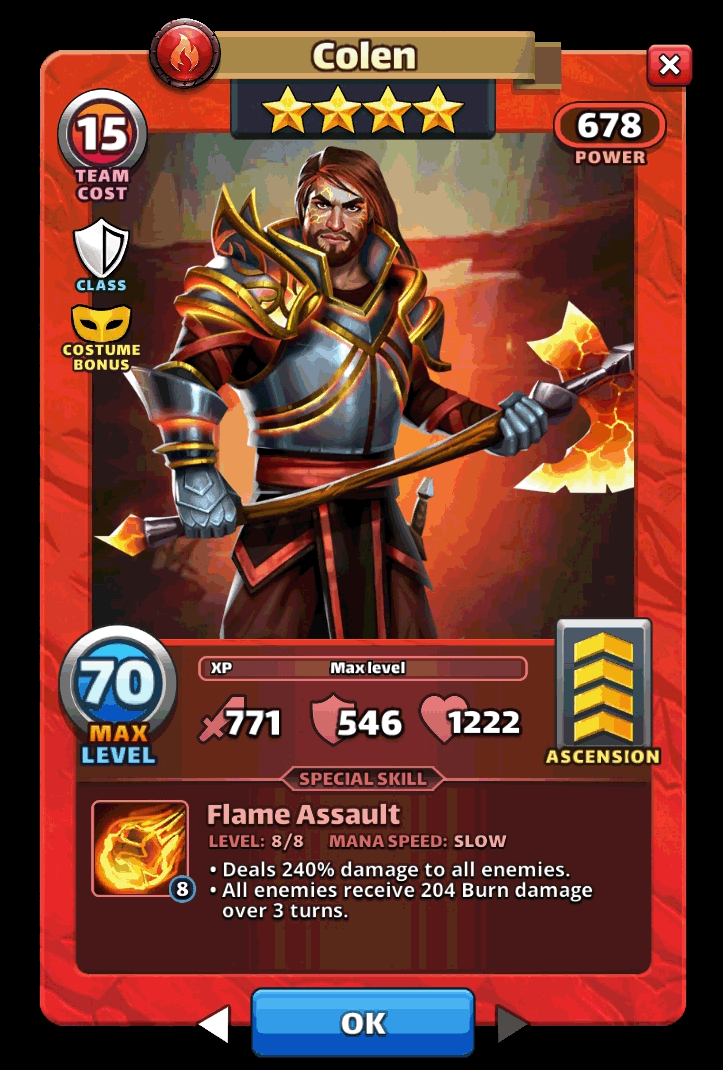 Colen
15
TEAM
COST
678
POWER
CLASS
COSTUME
BONUS
70
MAX
LEVEL
XP Max level
771 546 1222
ASCENSION
SPECIAL SKILL
Flame Assault
LEVEL: 8/8 MANA SPEED: SLOW
8
• Deals 240% damage to all enemies.
• All enemies receive 204 Burn damage
over 3 turns.
OK